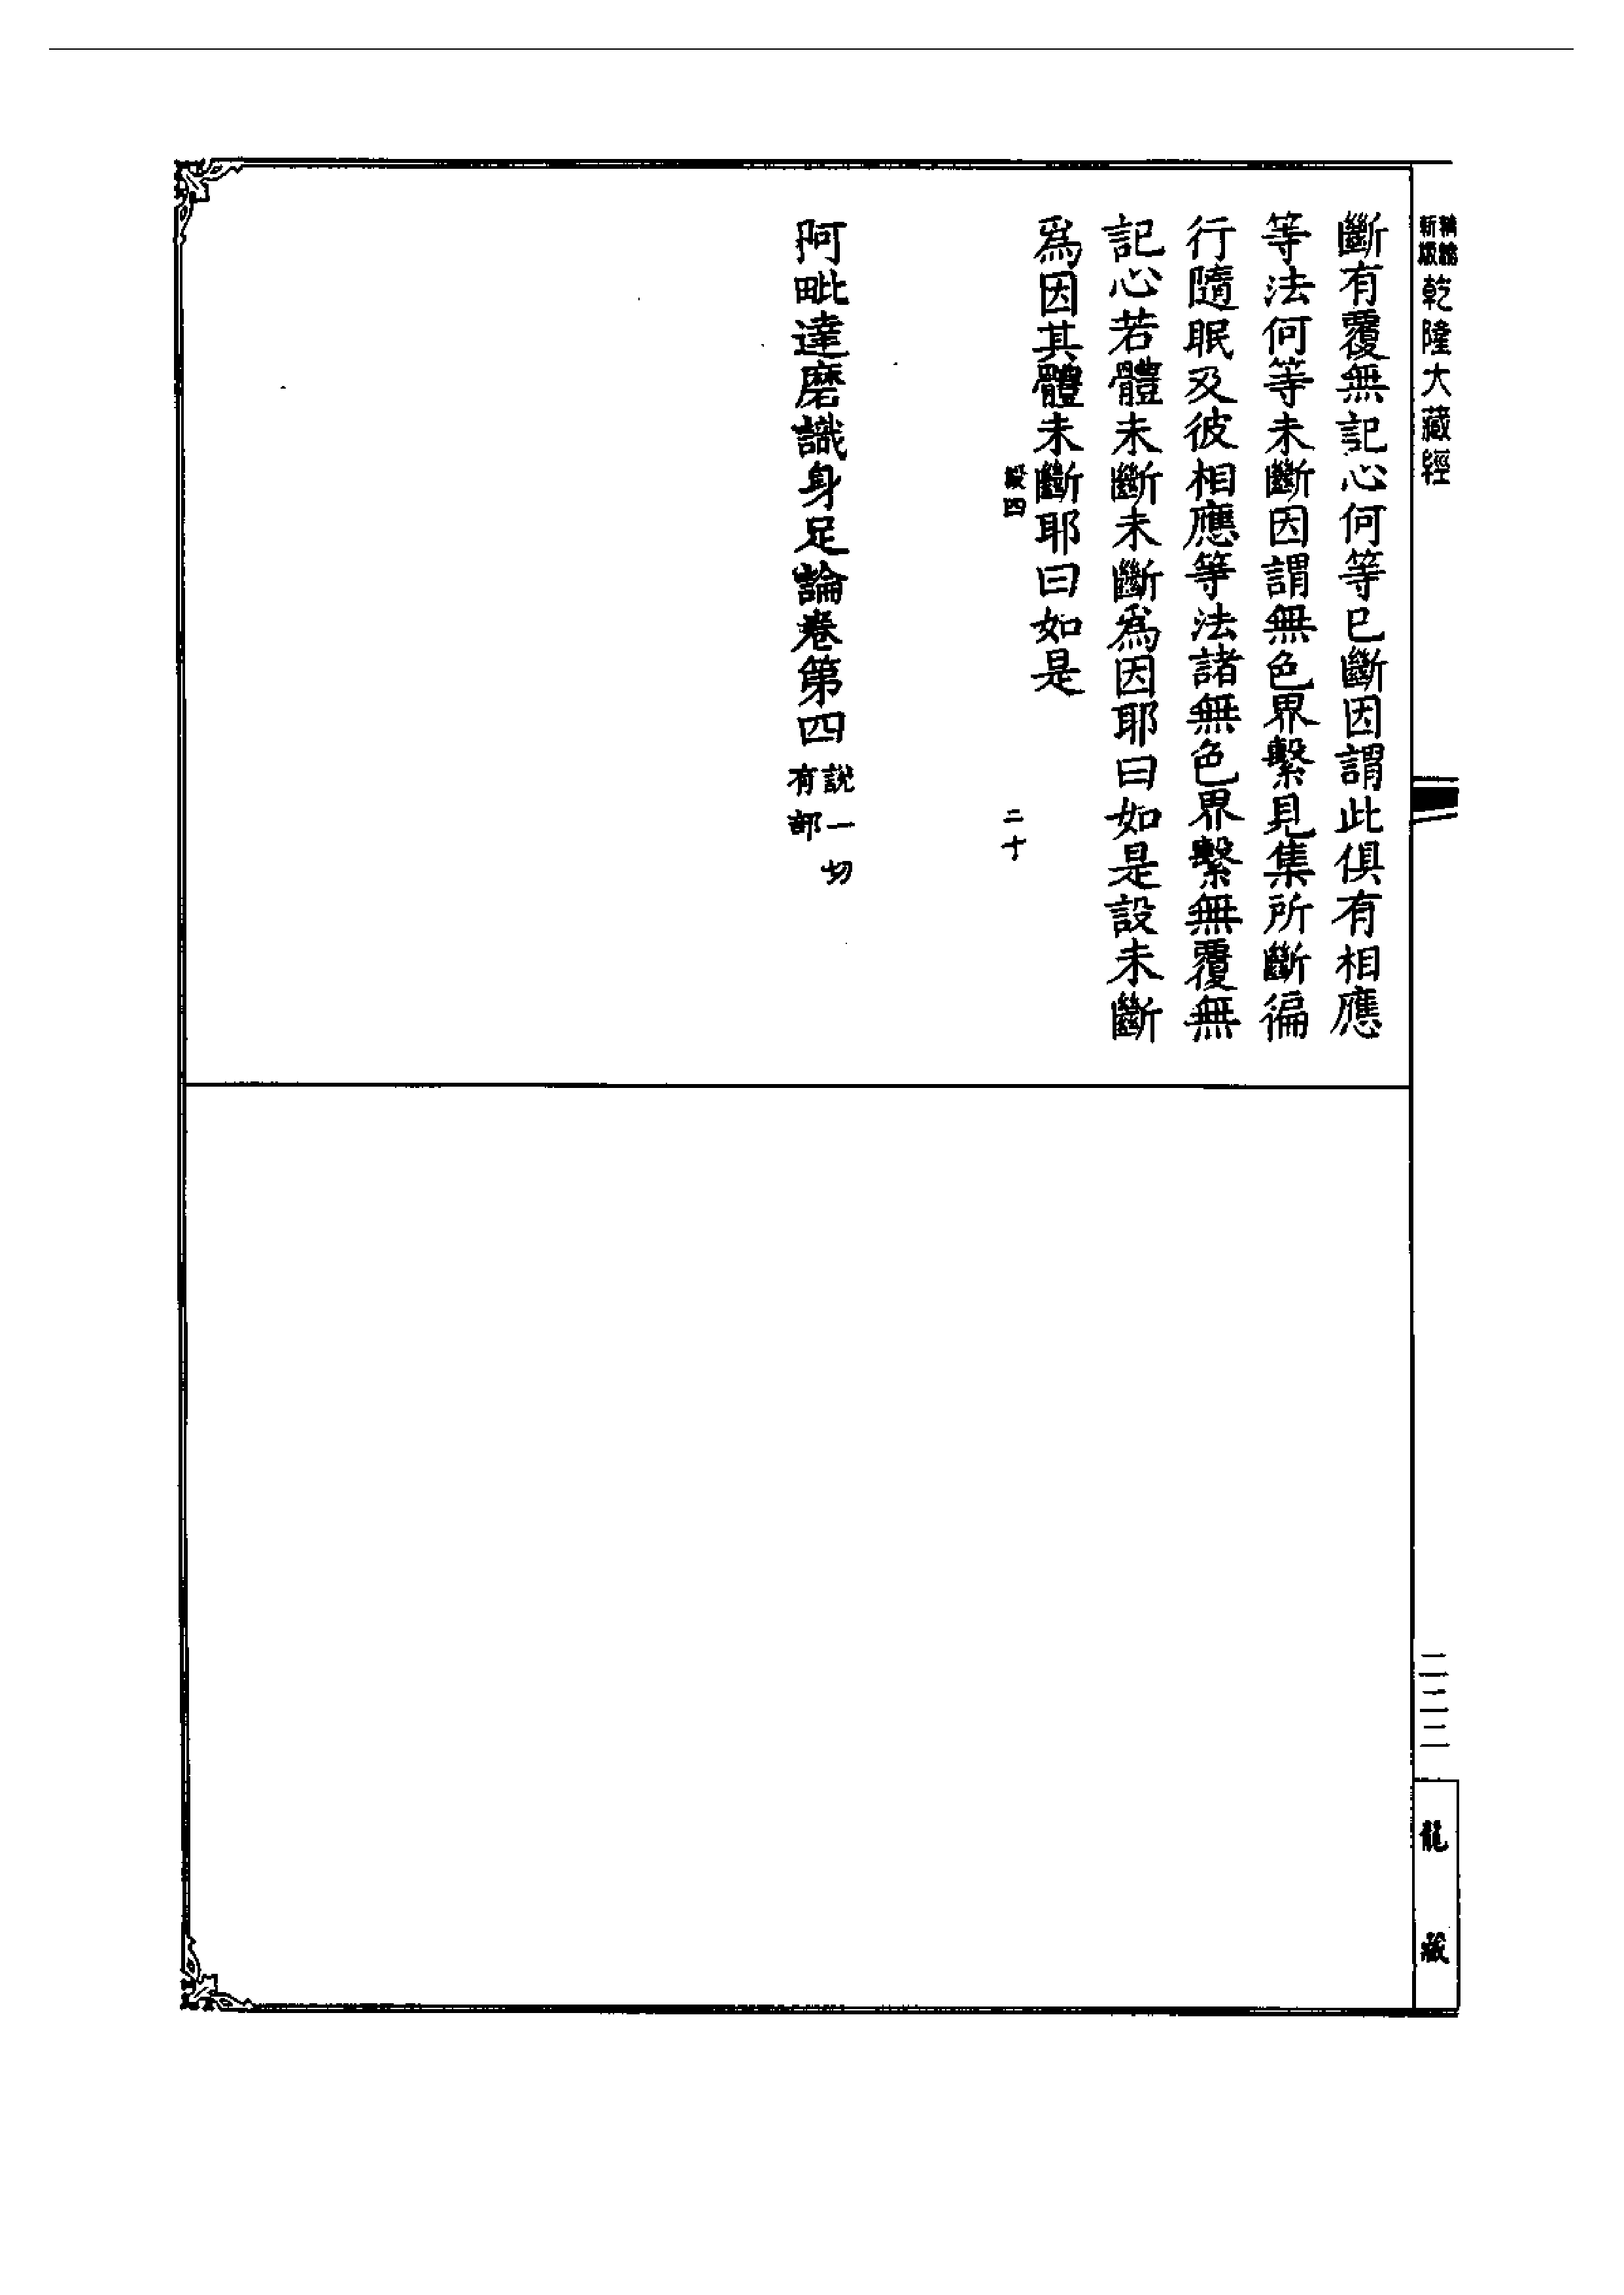 新版
乾隆大藏經
斷有覆無記心何等已斷因謂此俱有相應
等法何等未斷因謂無色界繫見集所斷徧
行隨眠及彼相應等法諸無色界繫無覆無
記心若體未斷未斷爲因耶曰如是設未斷
爲因其體未斷耶曰如是
四
二十
阿毗達磨識身足論卷第四
說一切
有部
二二二
龍藏